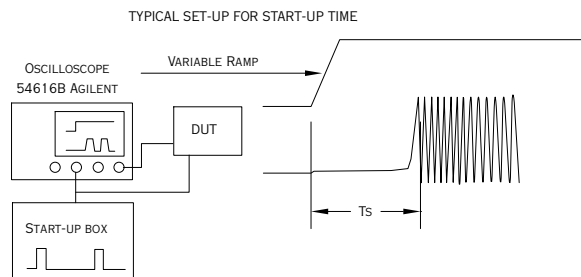 TYPICAL SET-UP FOR START-UP TIME
OSCILLOSCOPE
54616B AGILENT
VARIABLE RAMP
DUT
TS
START-UP BOX